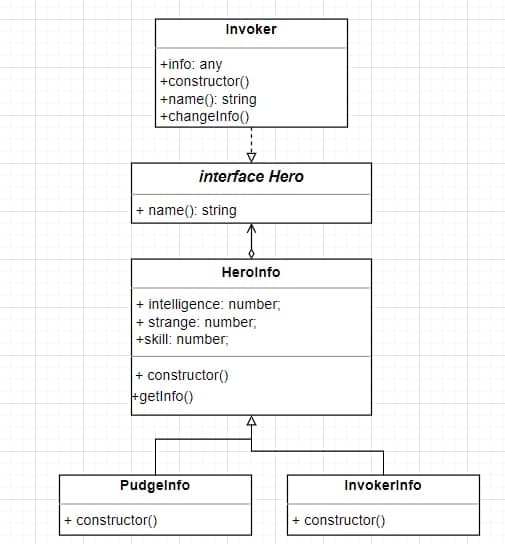 Invoker
+info: any
+constructor()
+name(): string
+changeInfo()
interface Hero
+ name(): string
HeroInfo
+ intelligence: number;
+ strange: number;
+skill: number;
+ constructor()
+getInfo()
PudgeInfo
+ constructor()
InvokerInfo
+ constructor()